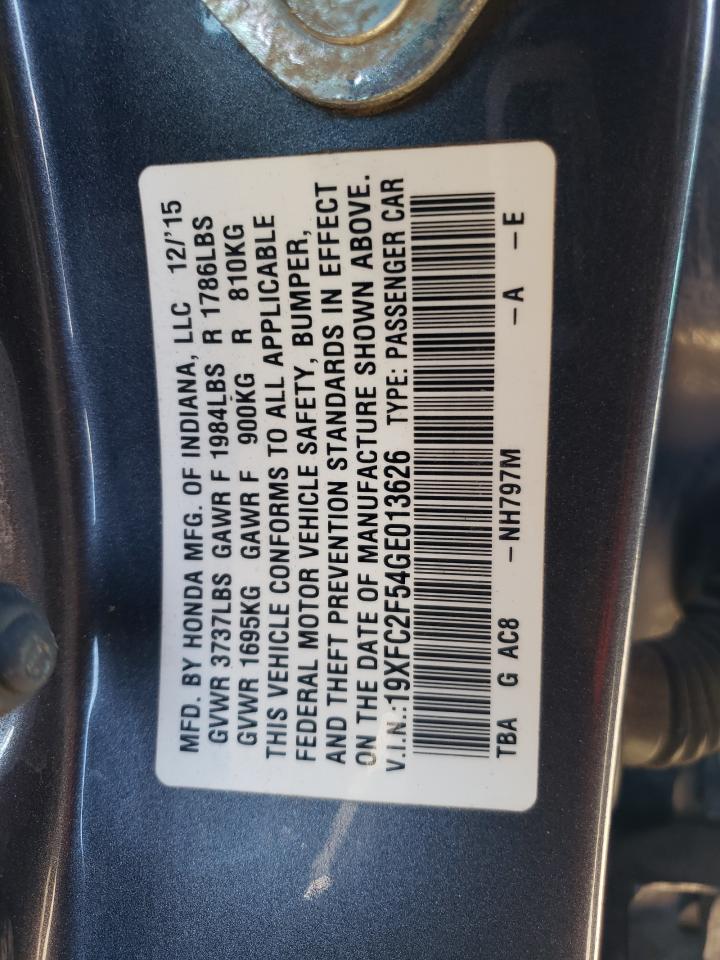 MFD. BY HONDA MFG. OF INDIANA, LLC 12/'15
GVWR 3737LBS GAWR F 1984LBS R 1786LBS
GVWR 1695KG GAWR F 900KG R 810KG
THIS VEHICLE CONFORMS TO ALL APPLICABLE
FEDERAL MOTOR VEHICLE SAFETY, BUMPER,
AND THEFT PREVENTION STANDARDS IN EFFECT
ON THE DATE OF MANUFACTURE SHOWN ABOVE.
V.I.N.:19XFC2F54GE013626 TYPE: PASSENGER CAR
TBA G AC8 -NH797M -A -E